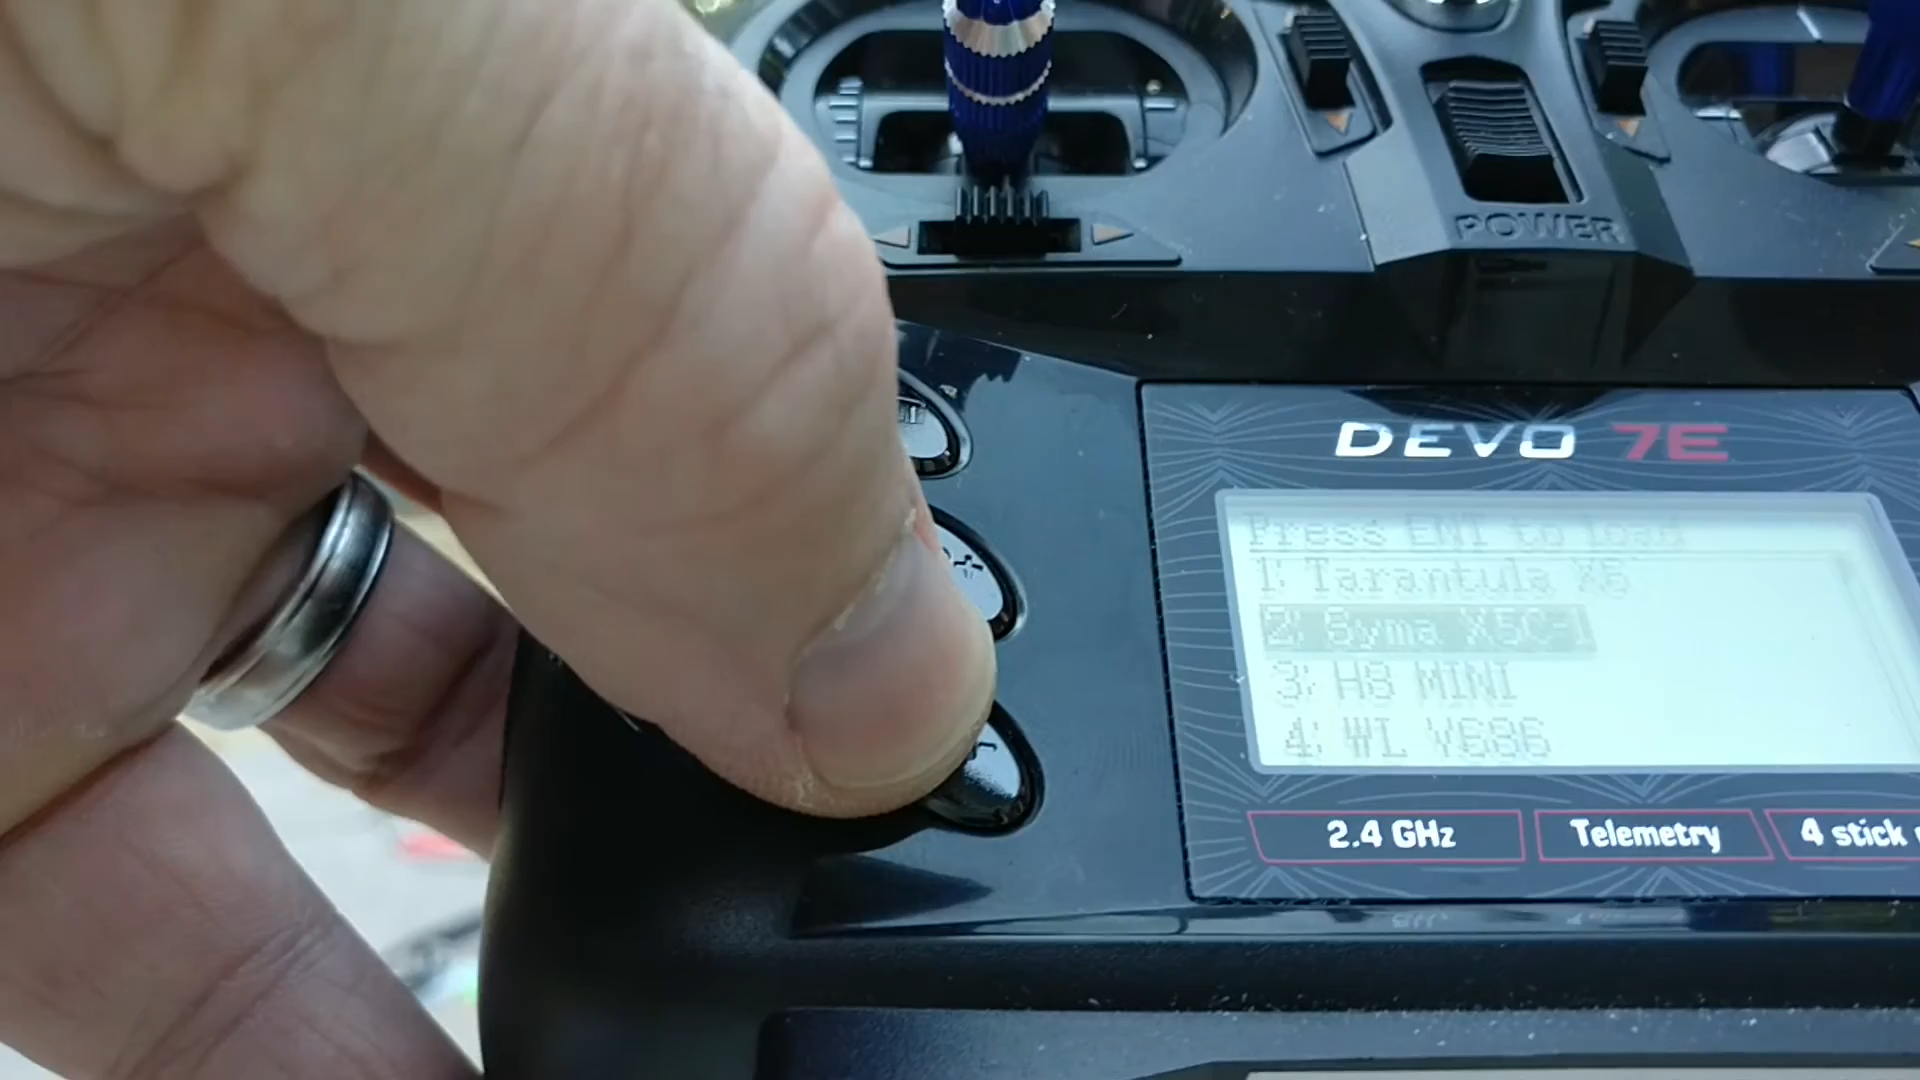 POWER
DEVO 7E
Press ENT to load
1: Tarantula X6
2: Syma X5C-1
3: H8 MINI
4: WL Y686
2.4 GHz
Telemetry
4 stick